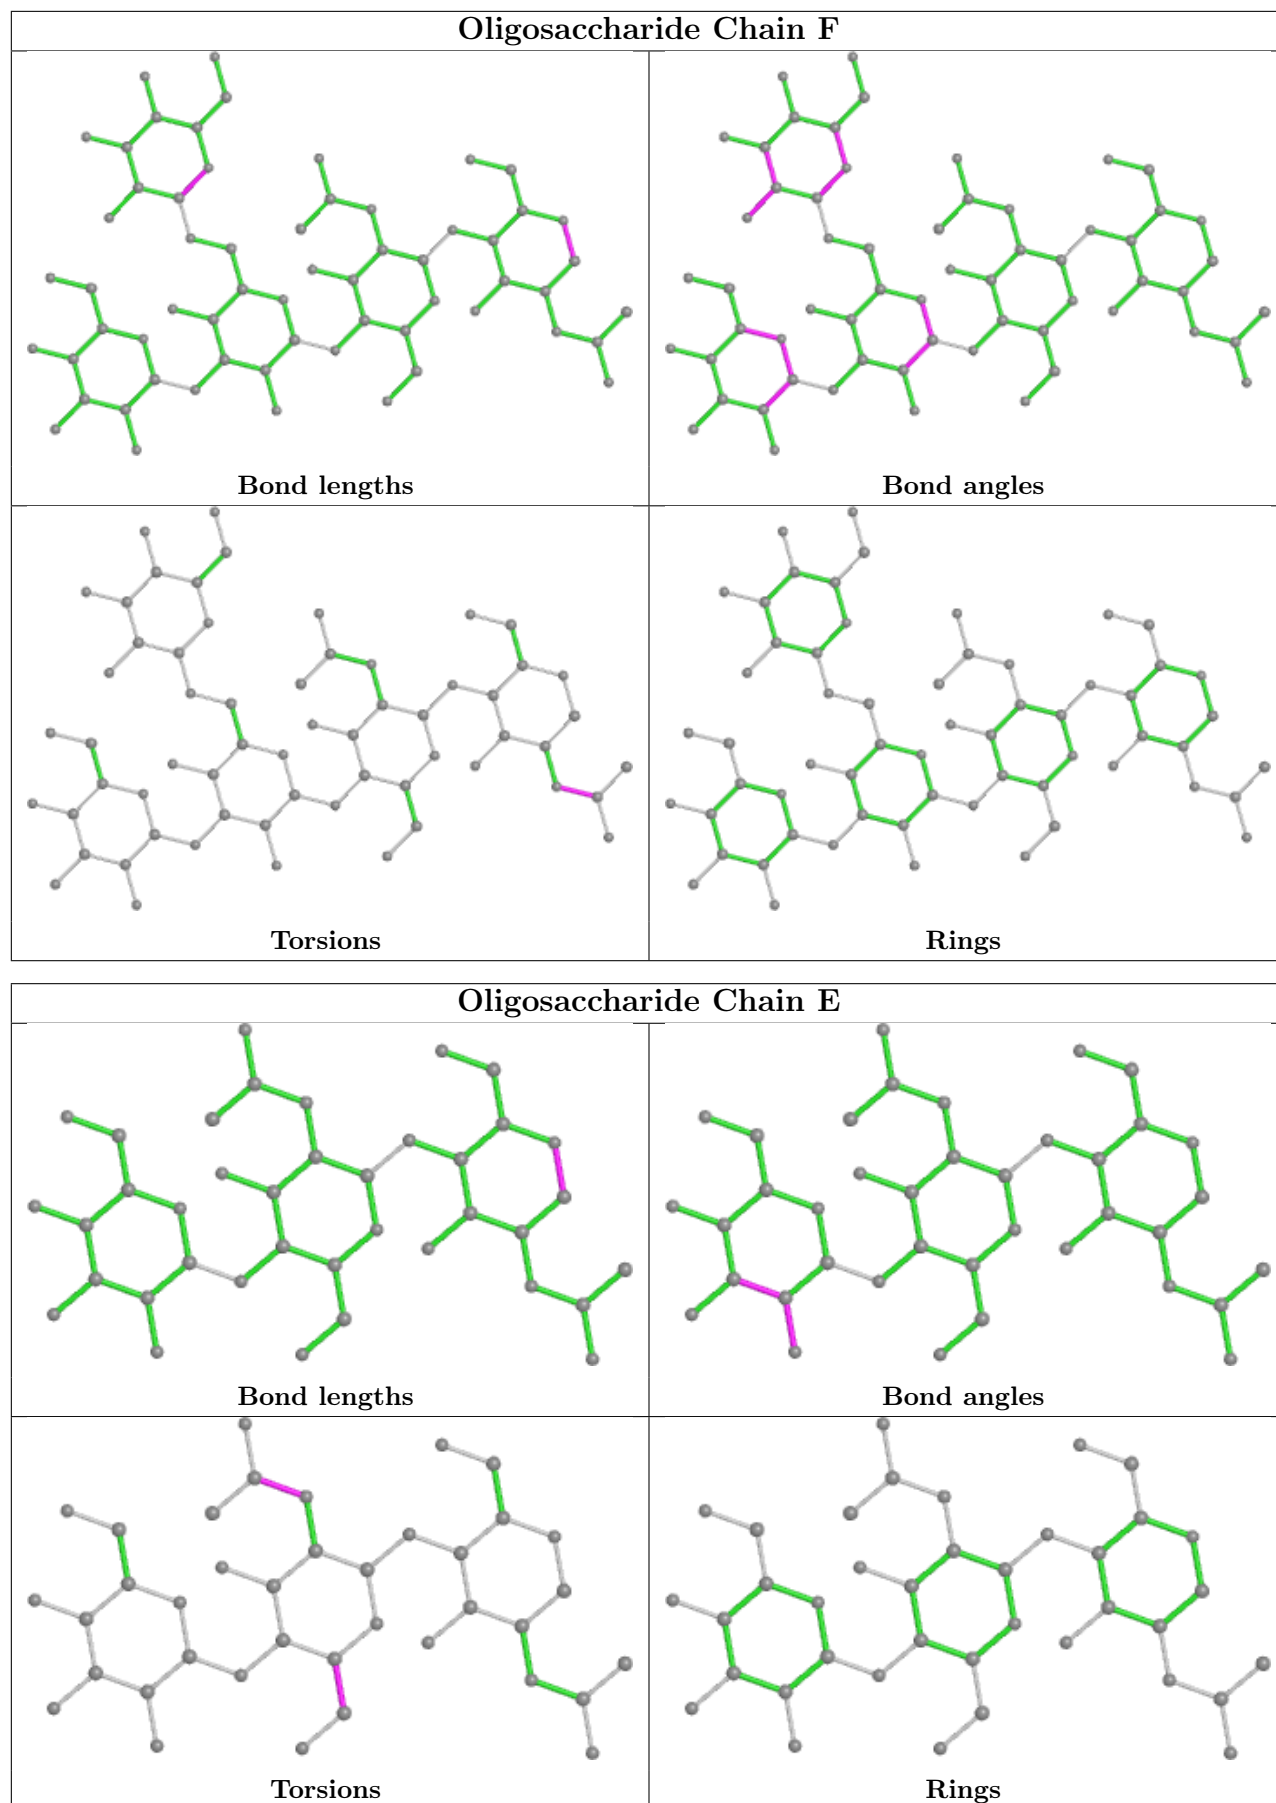 Oligosaccharide Chain F
Bond lengths
Bond angles
Torsions
Rings
Oligosaccharide Chain E
Bond lengths
Bond angles
Torsions
Rings